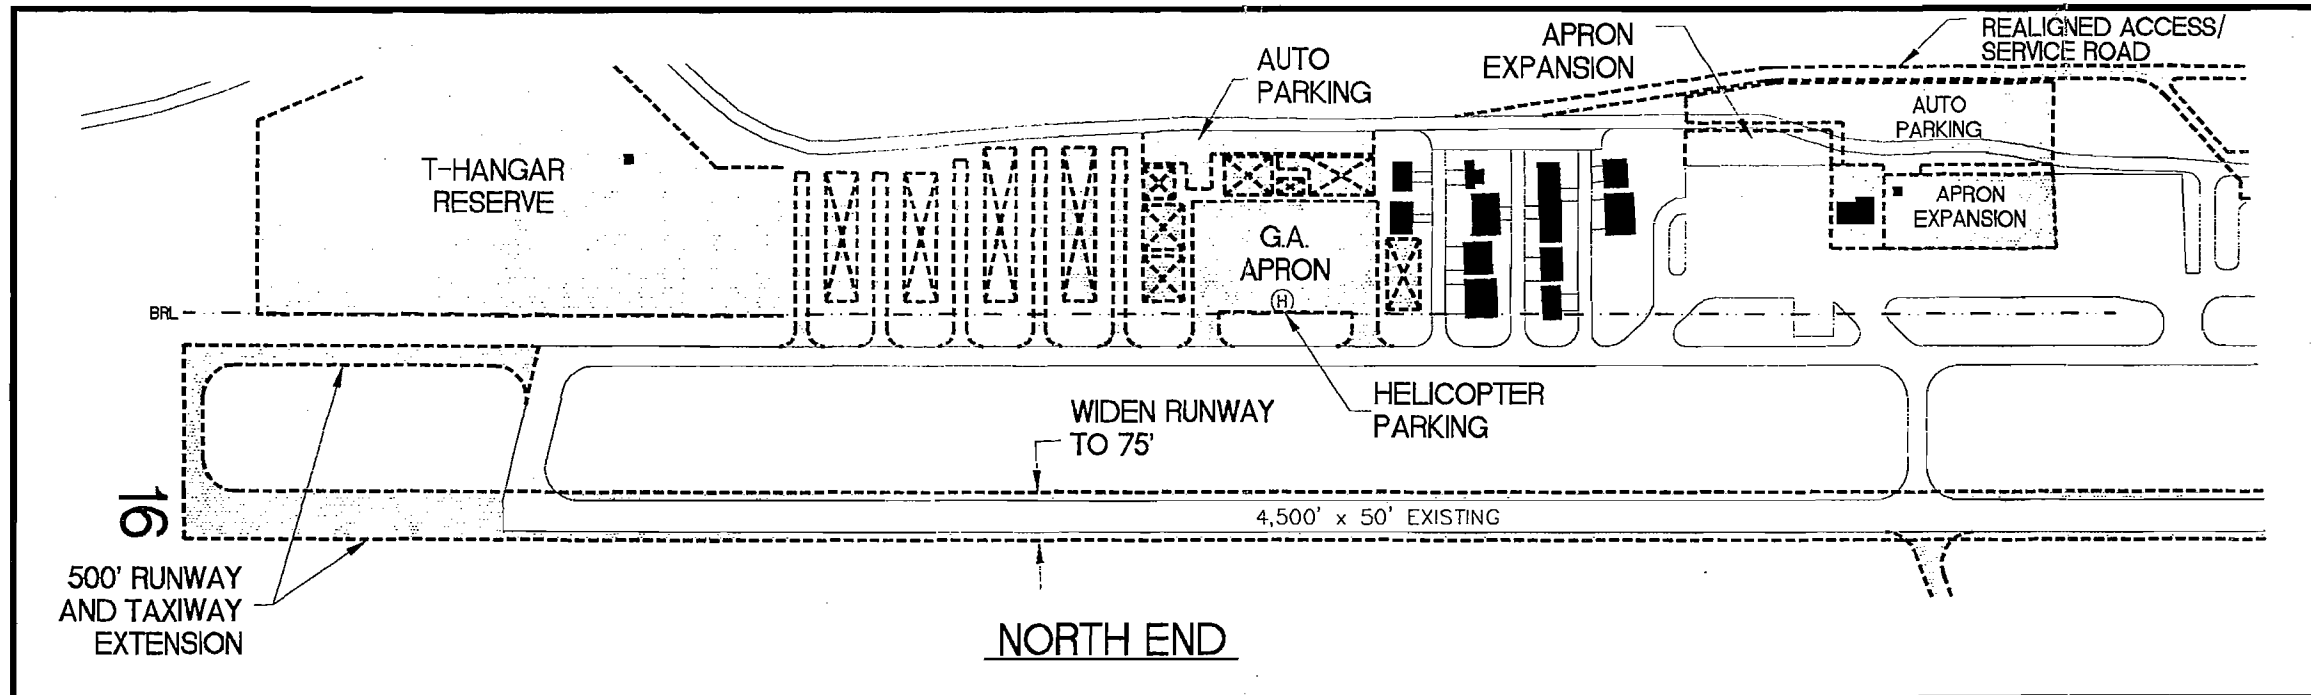 REALIGNED ACCESS/
SERVICE ROAD
APRON
EXPANSION
AUTO
PARKING
AUTO
PARKING
T-HANGAR
RESERVE
APRON
EXPANSION
G.A.
APRON
H
BRL
HELICOPTER
PARKING
WIDEN RUNWAY
TO 75'
16
4,500' x 50' EXISTING
500' RUNWAY
AND TAXIWAY
EXTENSION
NORTH END